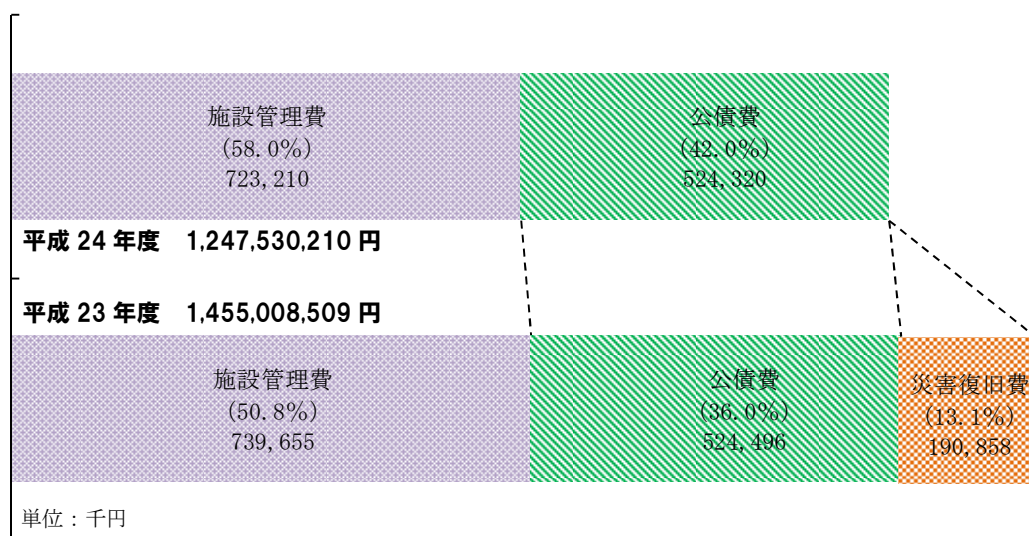 施設管理費
(58.0%)
723,210
公債費
(42.0%)
524,320
平成 24 年度 1,247,530,210 円
平成 23 年度 1,455,008,509 円
施設管理費
(50.8%)
739,655
公債費
(36.0%)
524,496
災害復旧費
(13.1%)
190,858
単位：千円